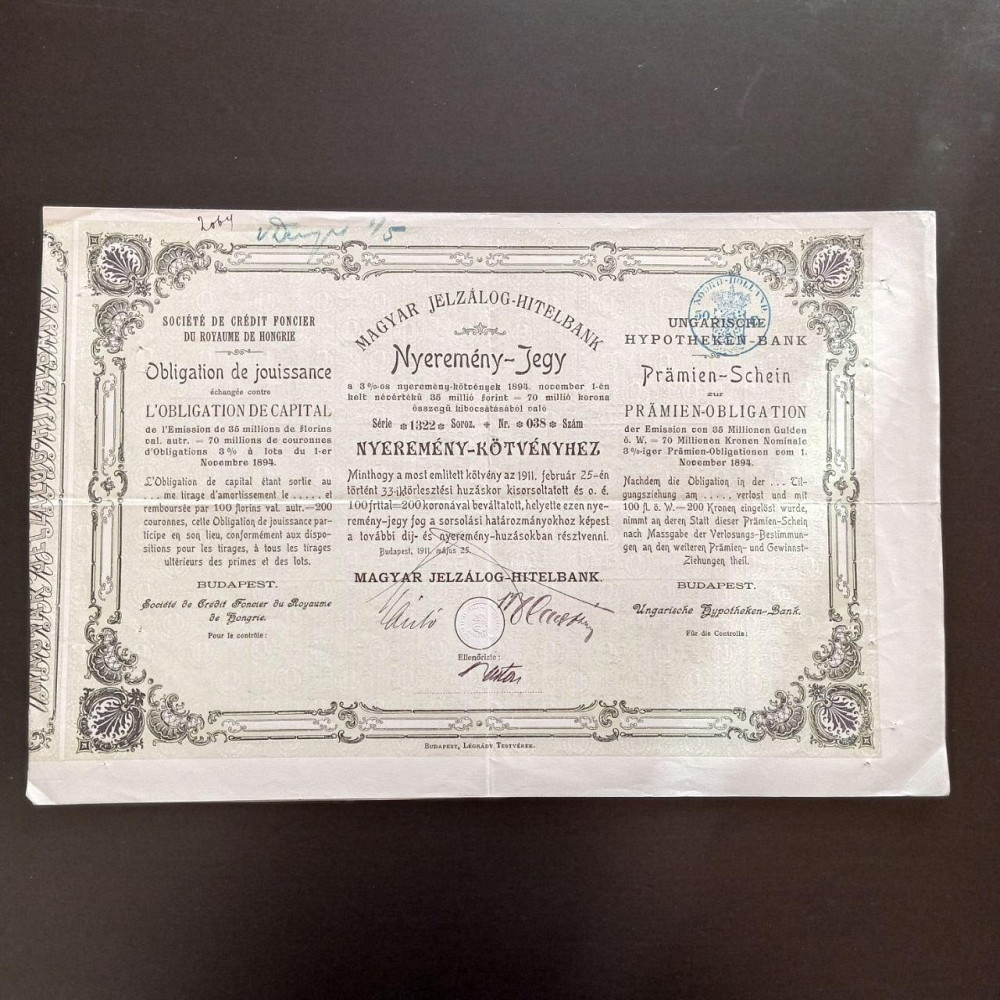 2064
5
SOCIÉTÉ DE CRÉDIT FONCIER
DU ROYAUME DE HONGRIE
Obligation de jouissance
échangée contre
L'OBLIGATION DE CAPITAL
de l'Emission de 35 millions de florins
val. autr. = 70 millions de couronnes
d'Obligations 3% à lots du 1-er
Novembre 1894.
L'Obligation de capital étant sortie au
... me tirage d'amortissement le ..... et
remboursée par 100 florins val. autr.=200
couronnes, cette Obligation de jouissance par-
ticipe en son lieu, conformément aux dispo-
sitions pour les tirages, à tous les tirages
ultérieurs des primes et des lots.
BUDAPEST.
Société de Crédit Foncier du Royaume
de Hongrie.
Pour le contrôle:
MAGYAR JELZÁLOG-HITELBANK
Nyeremény-Jegy
a 3%-os nyeremény-kötvények 1894. november 1-én
kelt névértékű 35 millió forint = 70 millió korona
összegű kibocsátásából való
Série 1322 Soroz. Nr. 038 Szám
NYEREMÉNY-KÖTVÉNYHEZ
Minthogy a most emlitett kötvény az 1911. február 25-én
történt 33-ik törlesztési huzáskor kisorsoltatott és o. é.
100 frttal=200 koronával beváltatott, helyette ezen nye-
remény-jegy fog a sorsolási határozmányokhoz képest
a további dij- és nyeremény-huzásokban résztvenni.
Budapest, 1911. május 25.
MAGYAR JELZÁLOG-HITELBANK.
Ellenőrizte:
NOORD-HOLLAND
50
UNGARISCHE
HYPOTHEKEN-BANK
Prämien-Schein
zur
PRÄMIEN-OBLIGATION
der Emission von 35 Millionen Gulden
ö. W. = 70 Millionen Kronen Nominale
3%-iger Prämien-Obligationen vom 1.
November 1894.
Nachdem die Obligation in der ... Til-
gungsziehung am ..... verlost und mit
100 fl. ö. W.=200 Kronen eingelöst wurde,
nimmt an deren Statt dieser Prämien-Schein
nach Massgabe der Verlosungs-Bestimmun-
gen an den weiteren Prämien- und Gewinnst-
Ziehungen theil.
BUDAPEST.
Ungarische Hypotheken-Bank.
Für die Controlle:
BUDAPEST, LÉGRÁDY TESTVÉREK.